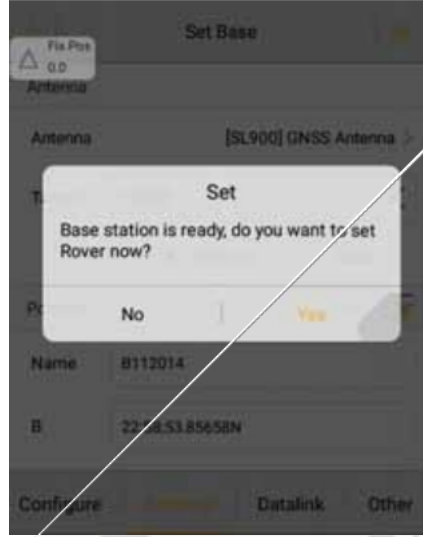 Set Base
Fix Pos
0.0
Antenna
Antenna [SL900] GNSS Antenna >
Set
Base station is ready, do you want to set
Rover now?
No Yes
Name B112014
B 22:58:53.85658N
Configure Datalink Other